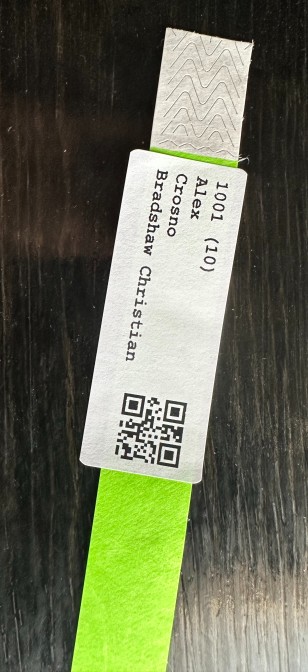 1001 (10)
Alex
Crosno
Bradshaw Christian